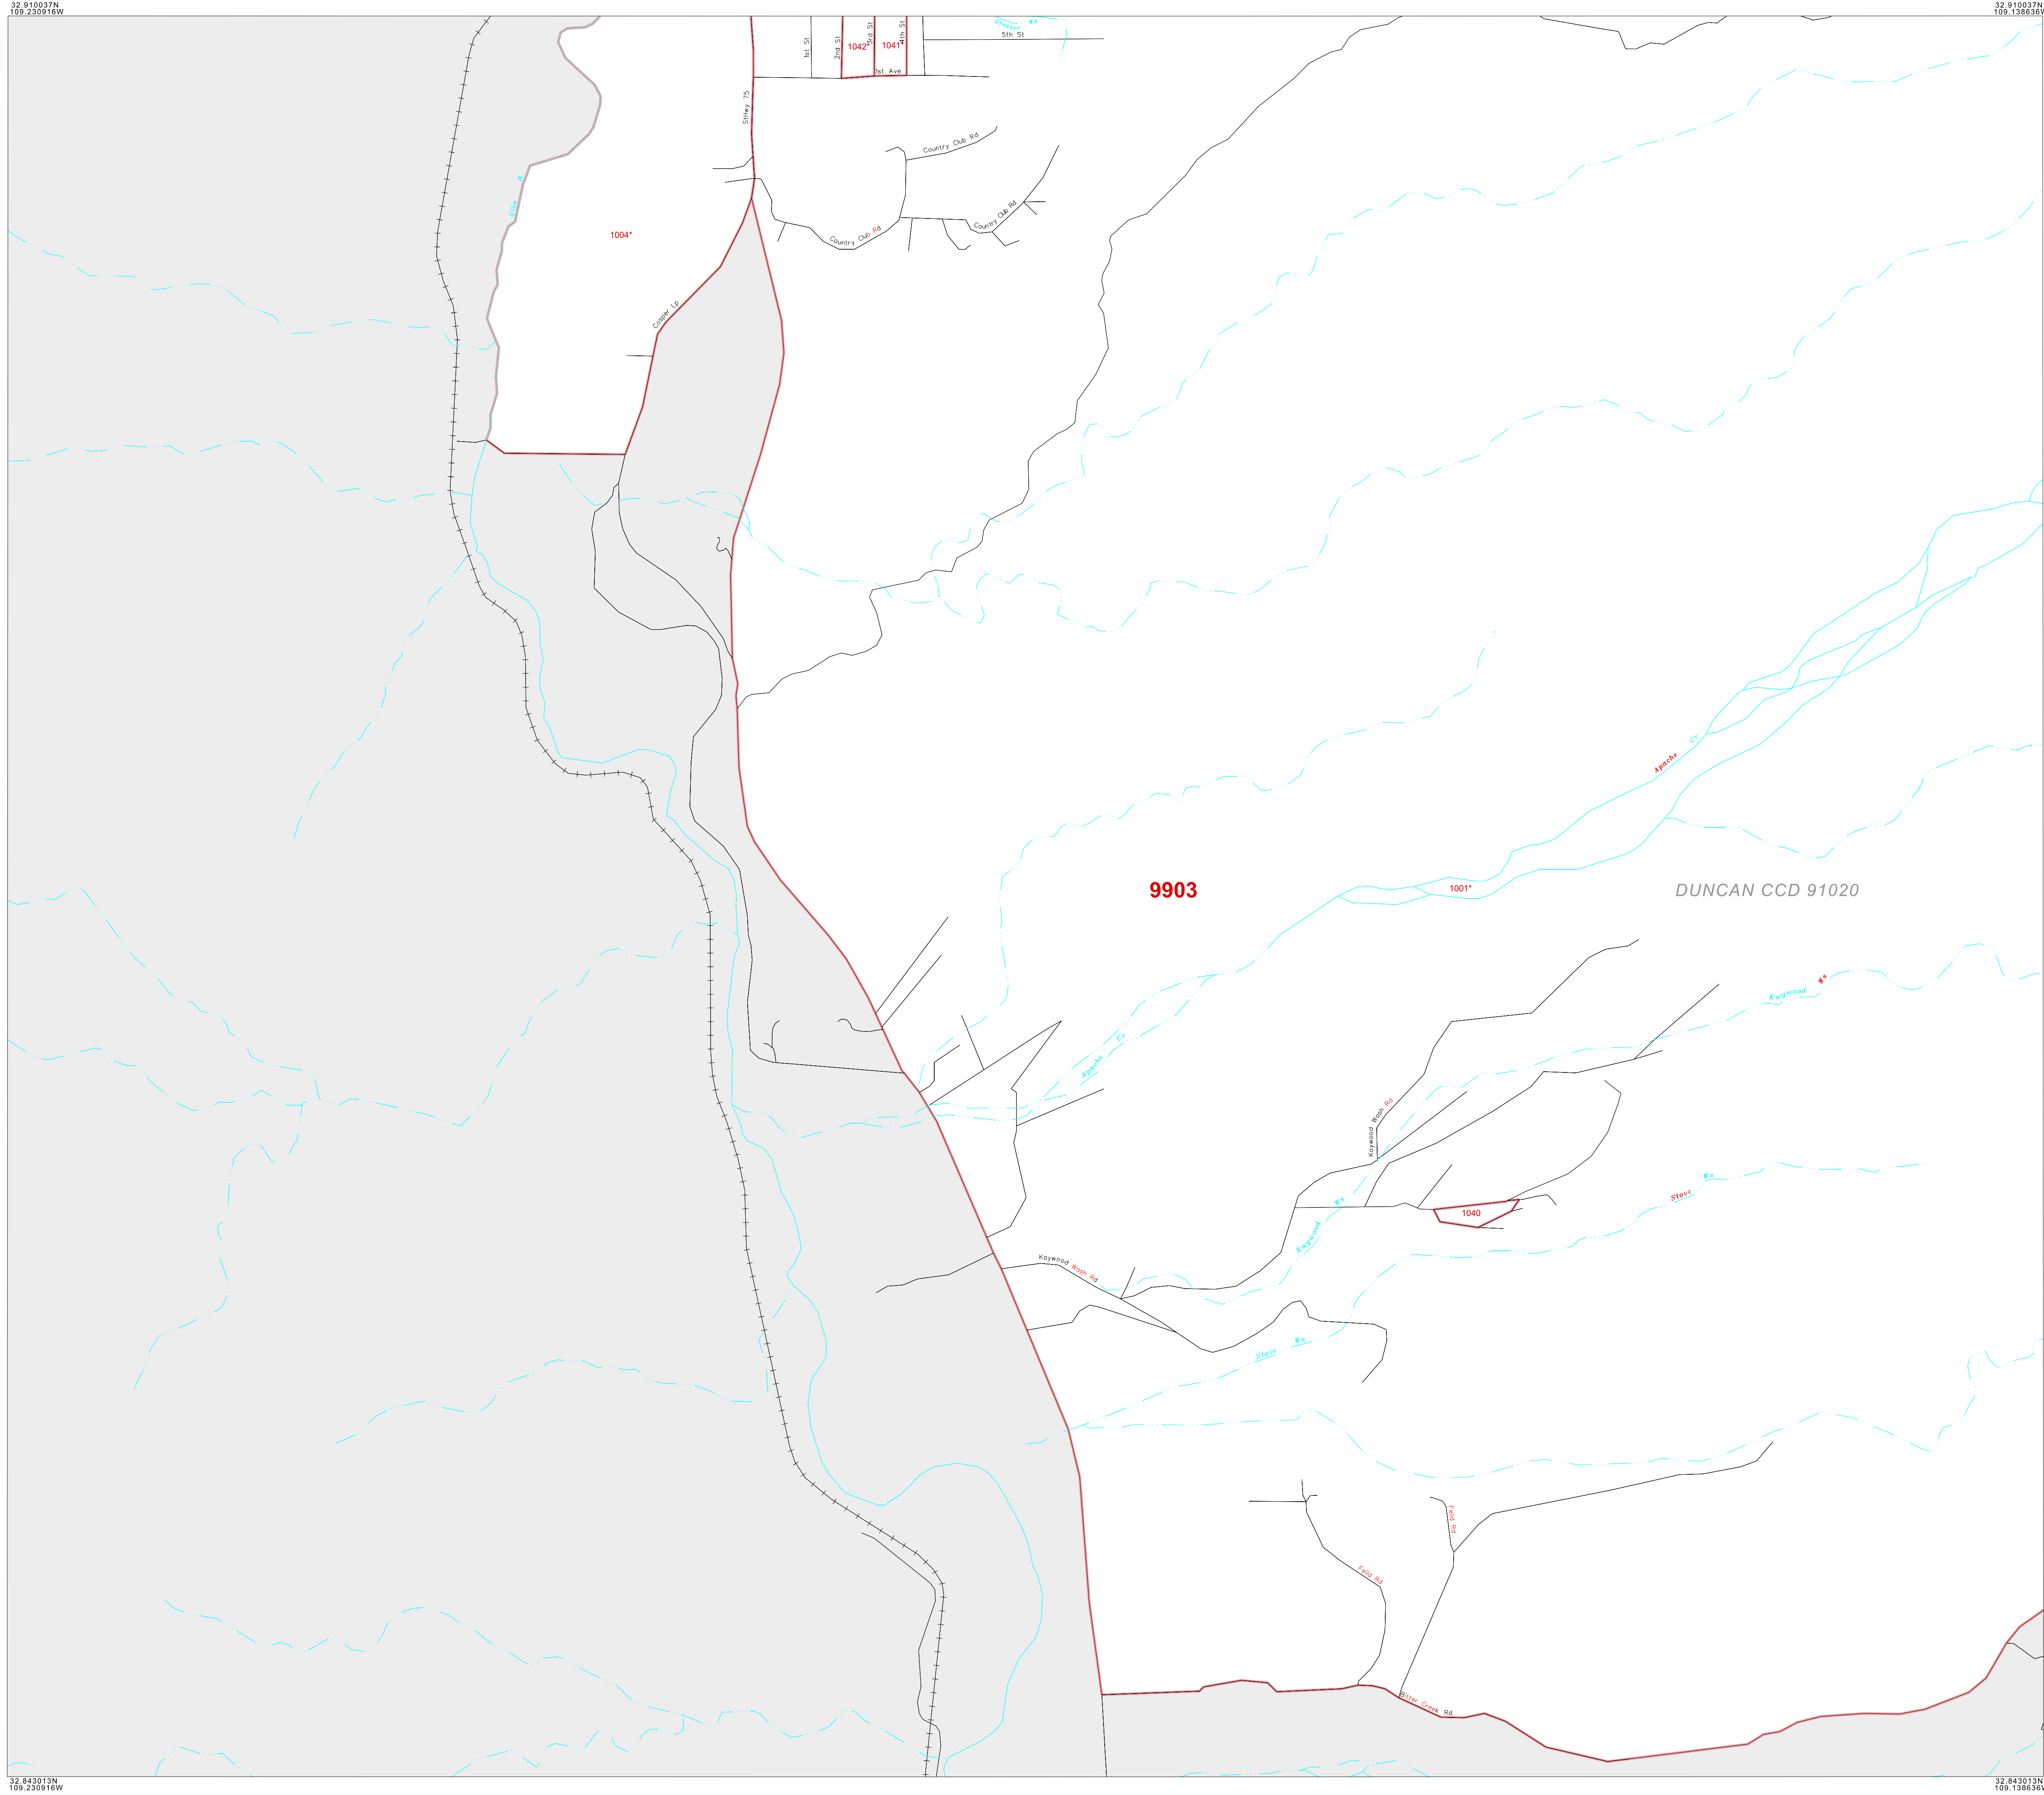 32.910037N
109.230916W
32.910037N
109.138636W
1st St
2nd St
1042*
3rd St
1041*
4th St
5th St
1st Ave
StHwy 75
Country Club Rd
Gila R
1004*
Country Club Rd
Country Club Rd
Cosper Lp
Apache Cr
9903
1001*
DUNCAN CCD 91020
Kaywood Ws
Apache Cr
Kaywood Wash Rd
Stove Ws
1040
Kaywood Ws
Kaywood Wash Rd
Stove Ws
Feild Rd
Feild Rd
Bitter Creek Rd
32.843013N
109.230916W
32.843013N
109.138636W